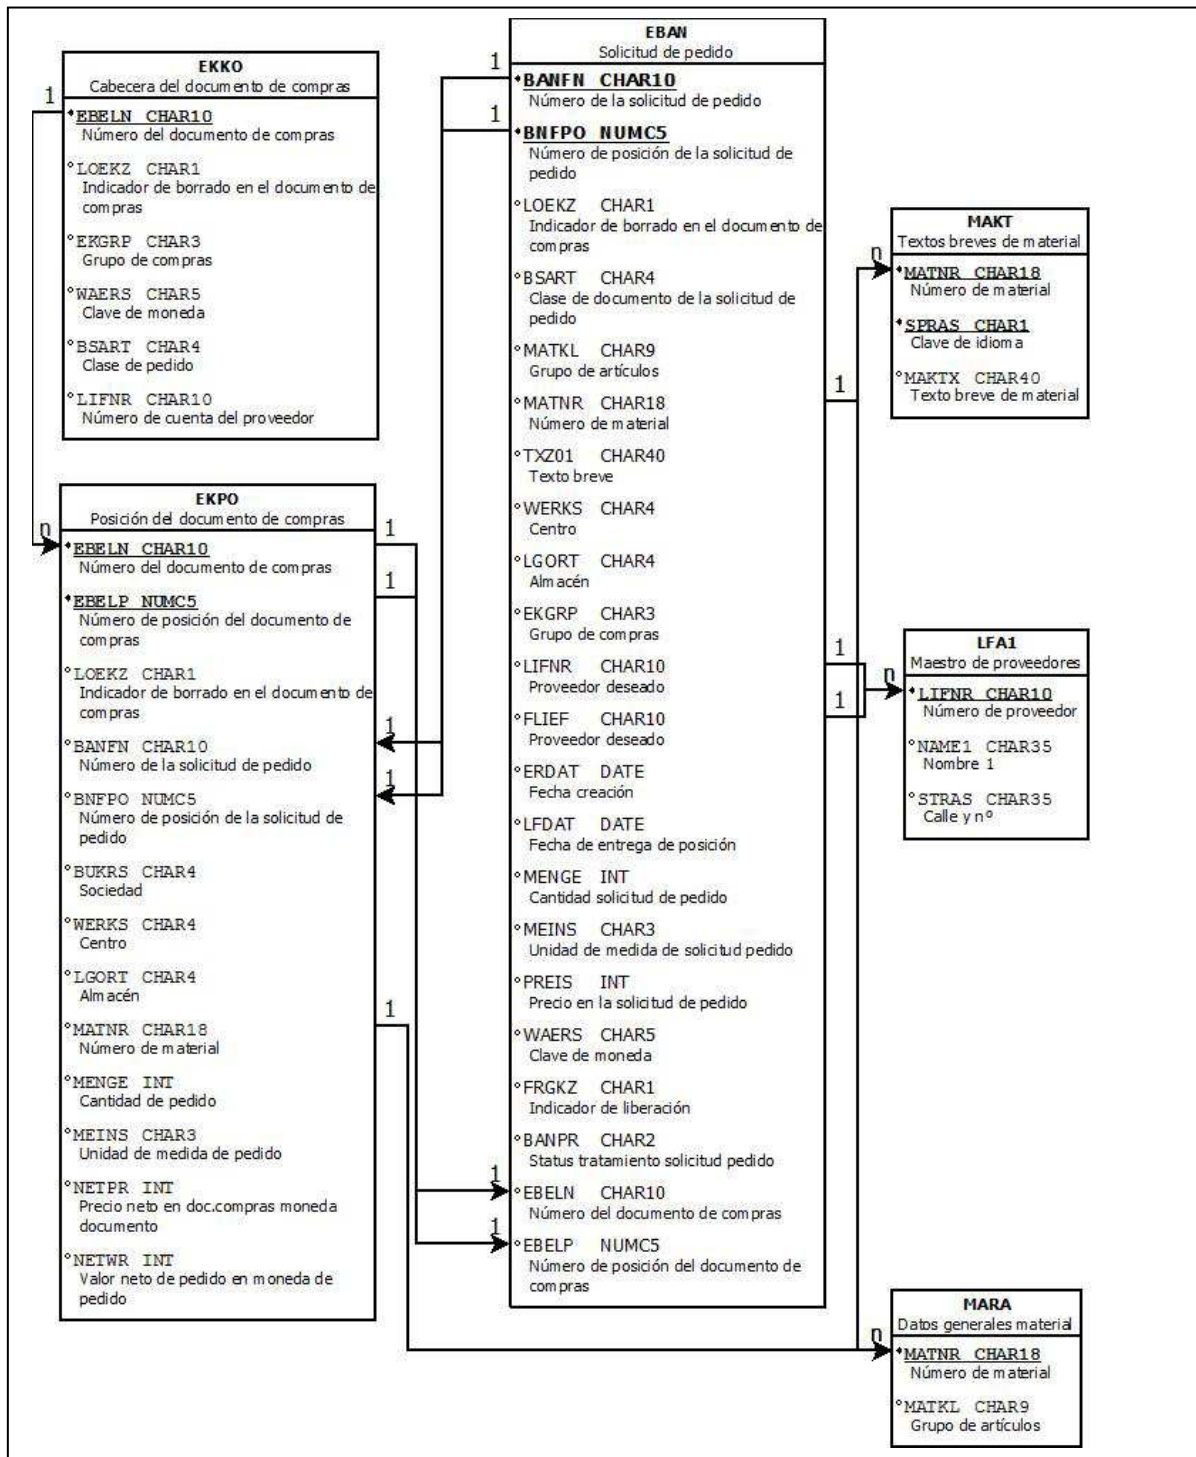 EKKO
Cabecera del documento de compras
1
EBELN CHAR10
Número del documento de compras
LOEKZ CHAR1
Indicador de borrado en el documento de
compras
EKGRP CHAR3
Grupo de compras
WAERS CHAR5
Clave de moneda
BSART CHAR4
Clase de pedido
LIFNR CHAR10
Número de cuenta del proveedor
EKPO
Posición del documento de compras
n
1
EBELN CHAR10
Número del documento de compras
1
EBELP NUMC5
Número de posición del documento de
compras
LOEKZ CHAR1
Indicador de borrado en el documento de
compras
1
BANFN CHAR10
Número de la solicitud de pedido
1
BNFPO NUMC5
Número de posición de la solicitud de
pedido
BUKRS CHAR4
Sociedad
WERKS CHAR4
Centro
LGORT CHAR4
Almacén
1
MATNR CHAR18
Número de material
MENGE INT
Cantidad de pedido
MEINS CHAR3
Unidad de medida de pedido
NETPR INT
Precio neto en doc.compras moneda
documento
NETWR INT
Valor neto de pedido en moneda de
pedido
EBAN
Solicitud de pedido
1
BANFN CHAR10
Número de la solicitud de pedido
1
BNFPO NUMC5
Número de posición de la solicitud de
pedido
LOEKZ CHAR1
Indicador de borrado en el documento de
compras
BSART CHAR4
Clase de documento de la solicitud de
pedido
MATKL CHAR9
Grupo de artículos
1
MATNR CHAR18
Número de material
TXZ01 CHAR40
Texto breve
WERKS CHAR4
Centro
LGORT CHAR4
Almacén
EKGRP CHAR3
Grupo de compras
1
LIFNR CHAR10
Proveedor deseado
1
FLIEF CHAR10
Proveedor deseado
ERDAT DATE
Fecha creación
LFDAT DATE
Fecha de entrega de posición
MENGE INT
Cantidad solicitud de pedido
MEINS CHAR3
Unidad de medida de solicitud pedido
PREIS INT
Precio en la solicitud de pedido
WAERS CHAR5
Clave de moneda
FRGKZ CHAR1
Indicador de liberación
BANPR CHAR2
Status tratamiento solicitud pedido
1
EBELN CHAR10
Número del documento de compras
1
EBELP NUMC5
Número de posición del documento de
compras
MAKT
Textos breves de material
n
MATNR CHAR18
Número de material
SPRAS CHAR1
Clave de idioma
MAKTX CHAR40
Texto breve de material
LFA1
Maestro de proveedores
n
LIFNR CHAR10
Número de proveedor
NAME1 CHAR35
Nombre 1
STRAS CHAR35
Calle y nº
MARA
Datos generales material
n
MATNR CHAR18
Número de material
MATKL CHAR9
Grupo de artículos